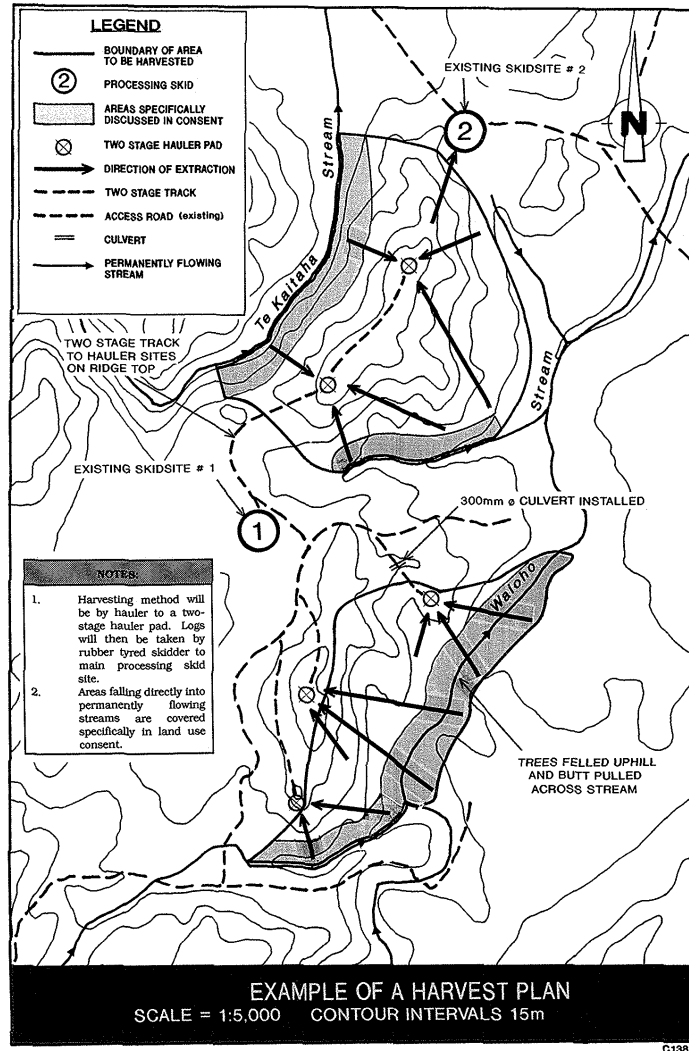 LEGEND
BOUNDARY OF AREA
TO BE HARVESTED
2
PROCESSING SKID
AREAS SPECIFICALLY
DISCUSSED IN CONSENT
TWO STAGE HAULER PAD
DIRECTION OF EXTRACTION
TWO STAGE TRACK
ACCESS ROAD (existing)
CULVERT
PERMANENTLY FLOWING
STREAM
EXISTING SKIDSITE # 2
2
N
Stream
Te Kaitaha
TWO STAGE TRACK
TO HAULER SITES
ON RIDGE TOP
Stream
EXISTING SKIDSITE # 1
1
300mm ø CULVERT INSTALLED
Waloho
NOTES:
1. Harvesting method will
be by hauler to a two-
stage hauler pad. Logs
will then be taken by
rubber tyred skidder to
main processing skid
site.
2. Areas falling directly into
permanently flowing
streams are covered
specifically in land use
consent.
TREES FELLED UPHILL
AND BUTT PULLED
ACROSS STREAM
EXAMPLE OF A HARVEST PLAN
SCALE = 1:5,000 CONTOUR INTERVALS 15m
C138